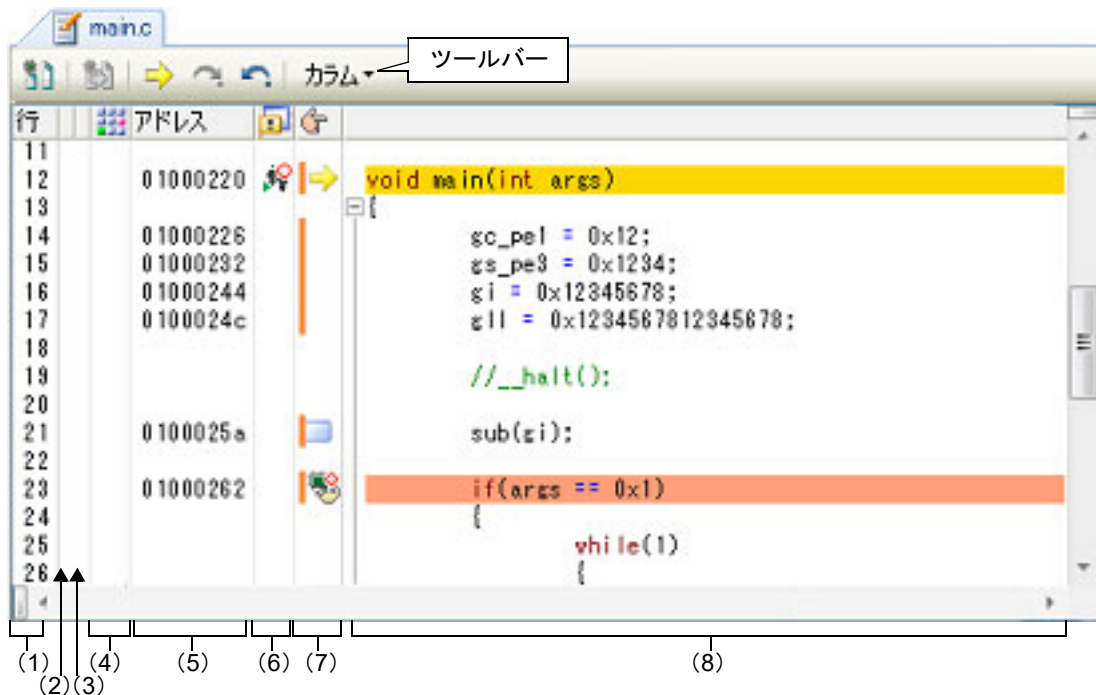 main.c
カラム
ツールバー
行 アドレス
11
12 01000220 void main(int args)
13 {
14 01000226 gc_pe1 = 0x12;
15 01000232 gs_pe3 = 0x1234;
16 01000244 gi = 0x12345678;
17 0100024c gll = 0x1234567812345678;
18
19 //__halt();
20
21 0100025a sub(gi);
22
23 01000262 if(args == 0x1)
24 {
25 while(1)
26 {
(1) (4) (5) (6) (7) (8)
(2)(3)